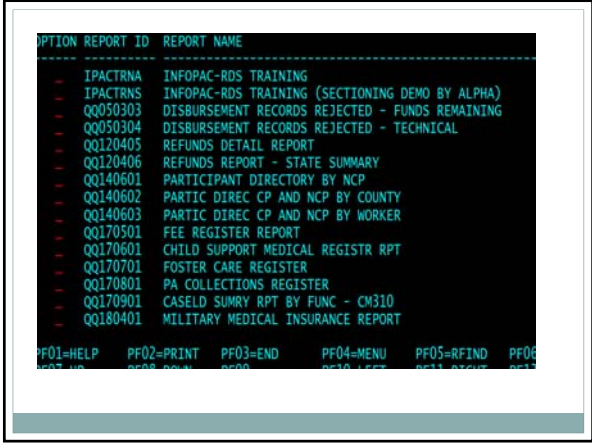 OPTION REPORT ID REPORT NAME
------ ---------- --------------------------------------------------
_ IPACTRNA INFOPAC-RDS TRAINING
_ IPACTRNS INFOPAC-RDS TRAINING (SECTIONING DEMO BY ALPHA)
_ QQ050303 DISBURSEMENT RECORDS REJECTED - FUNDS REMAINING
_ QQ050304 DISBURSEMENT RECORDS REJECTED - TECHNICAL
_ QQ120405 REFUNDS DETAIL REPORT
_ QQ120406 REFUNDS REPORT - STATE SUMMARY
_ QQ140601 PARTICIPANT DIRECTORY BY NCP
_ QQ140602 PARTIC DIREC CP AND NCP BY COUNTY
_ QQ140603 PARTIC DIREC CP AND NCP BY WORKER
_ QQ170501 FEE REGISTER REPORT
_ QQ170601 CHILD SUPPORT MEDICAL REGISTR RPT
_ QQ170701 FOSTER CARE REGISTER
_ QQ170801 PA COLLECTIONS REGISTER
_ QQ170901 CASELD SUMRY RPT BY FUNC - CM310
_ QQ180401 MILITARY MEDICAL INSURANCE REPORT
PF01=HELP PF02=PRINT PF03=END PF04=MENU PF05=RFIND PF06